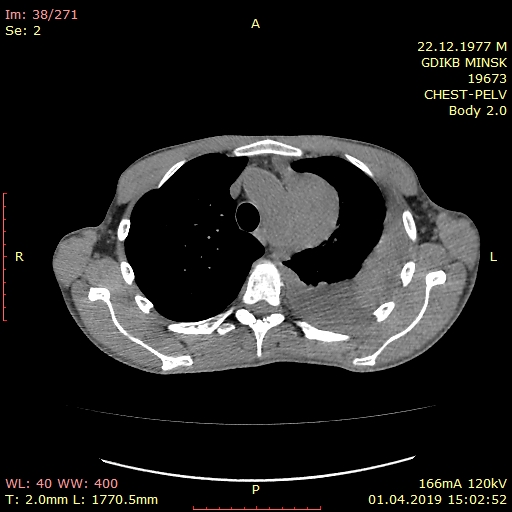 Im: 38/271
Se: 2
A
22.12.1977 M
GDIKB MINSK
19673
CHEST-PELV
Body 2.0
R
L
WL: 40 WW: 400
T: 2.0mm L: 1770.5mm
P
166mA 120kV
01.04.2019 15:02:52